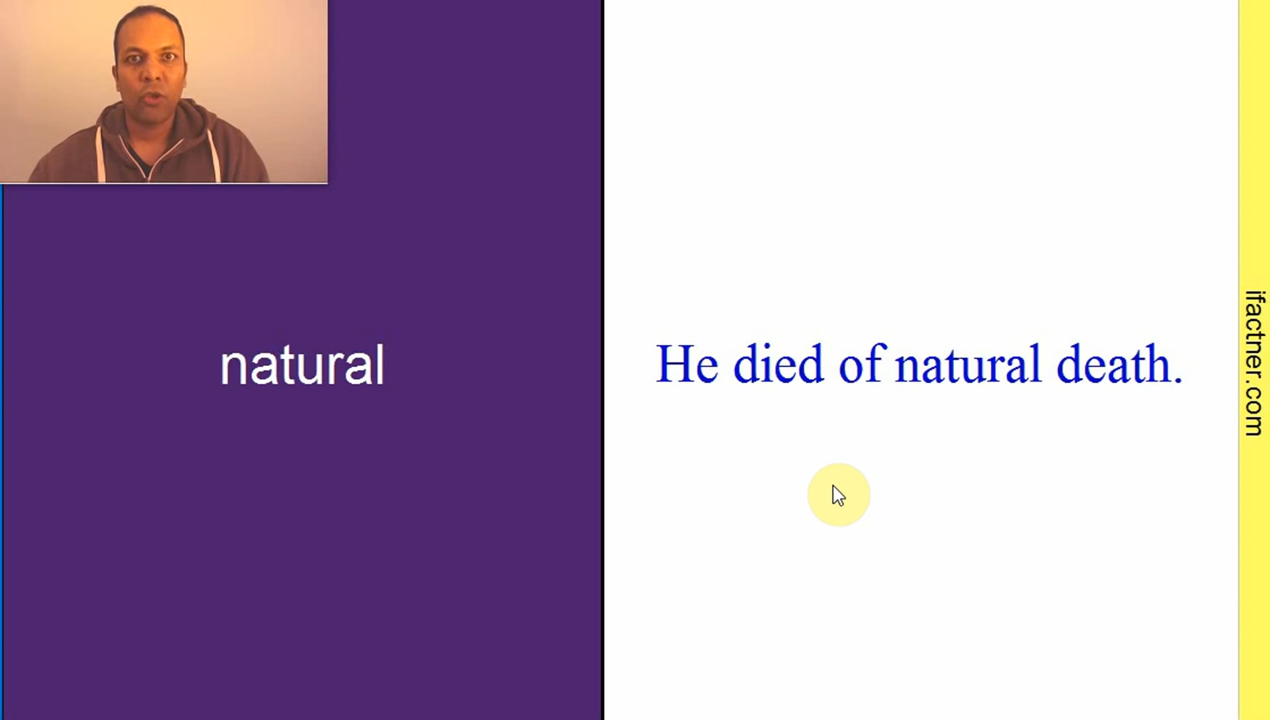 natural
He died of natural death.
ifactner.com